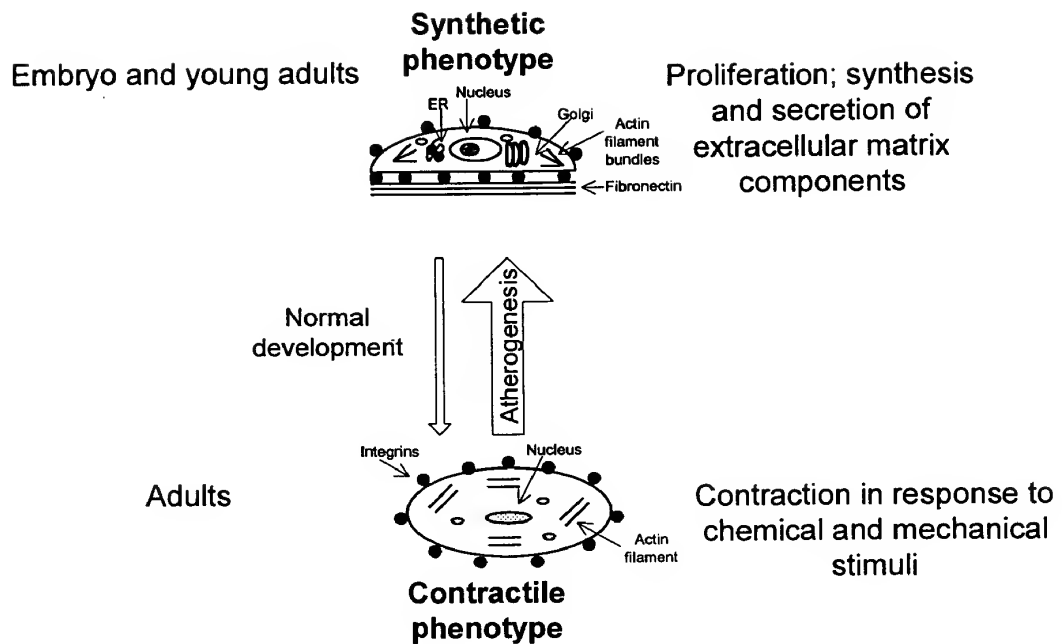 Synthetic
phenotype
Embryo and young adults
Proliferation; synthesis
and secretion of
extracellular matrix
components
ER
Nucleus
Golgi
Actin
filament
bundles
Fibronectin
Normal
development
Atherogenesis
Integrins
Nucleus
Adults
Actin
filament
Contraction in response to
chemical and mechanical
stimuli
Contractile
phenotype